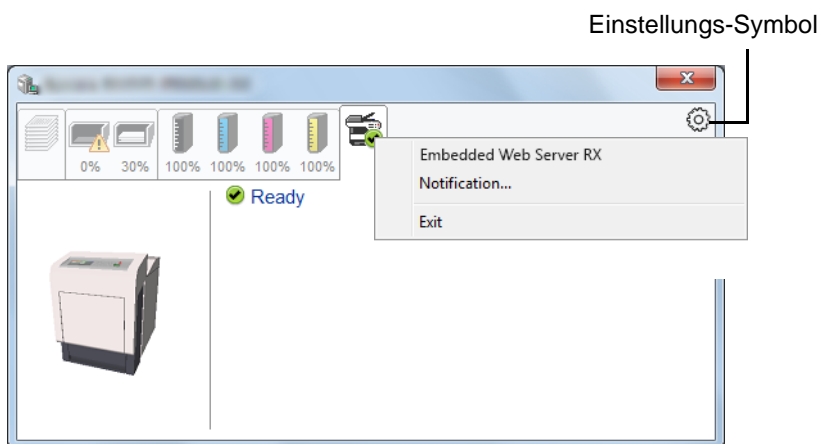 Einstellungs-Symbol
0% 30% 100% 100% 100% 100%
Embedded Web Server RX
Notification...
Ready
Exit